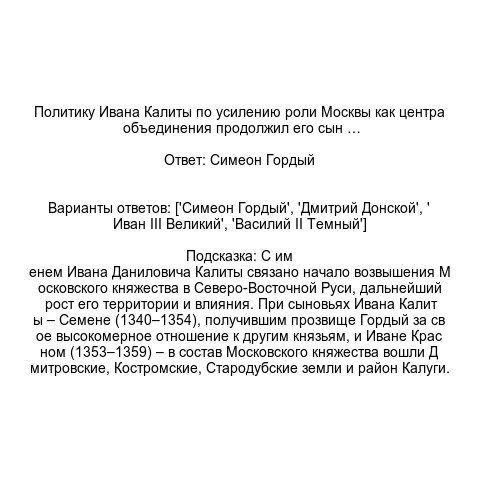 Политику Ивана Калиты по усилению роли Москвы как центра
объединения продолжил его сын …
Ответ: Симеон Гордый
Варианты ответов: ['Симеон Гордый', 'Дмитрий Донской', '
Иван III Великий', 'Василий II Темный']
Подсказка: С им
енем Ивана Даниловича Калиты связано начало возвышения М
осковского княжества в Северо-Восточной Руси, дальнейший
рост его территории и влияния. При сыновьях Ивана Калит
ы – Семене (1340–1354), получившим прозвище Гордый за св
ое высокомерное отношение к другим князьям, и Иване Крас
ном (1353–1359) – в состав Московского княжества вошли Д
митровские, Костромские, Стародубские земли и район Калуги.